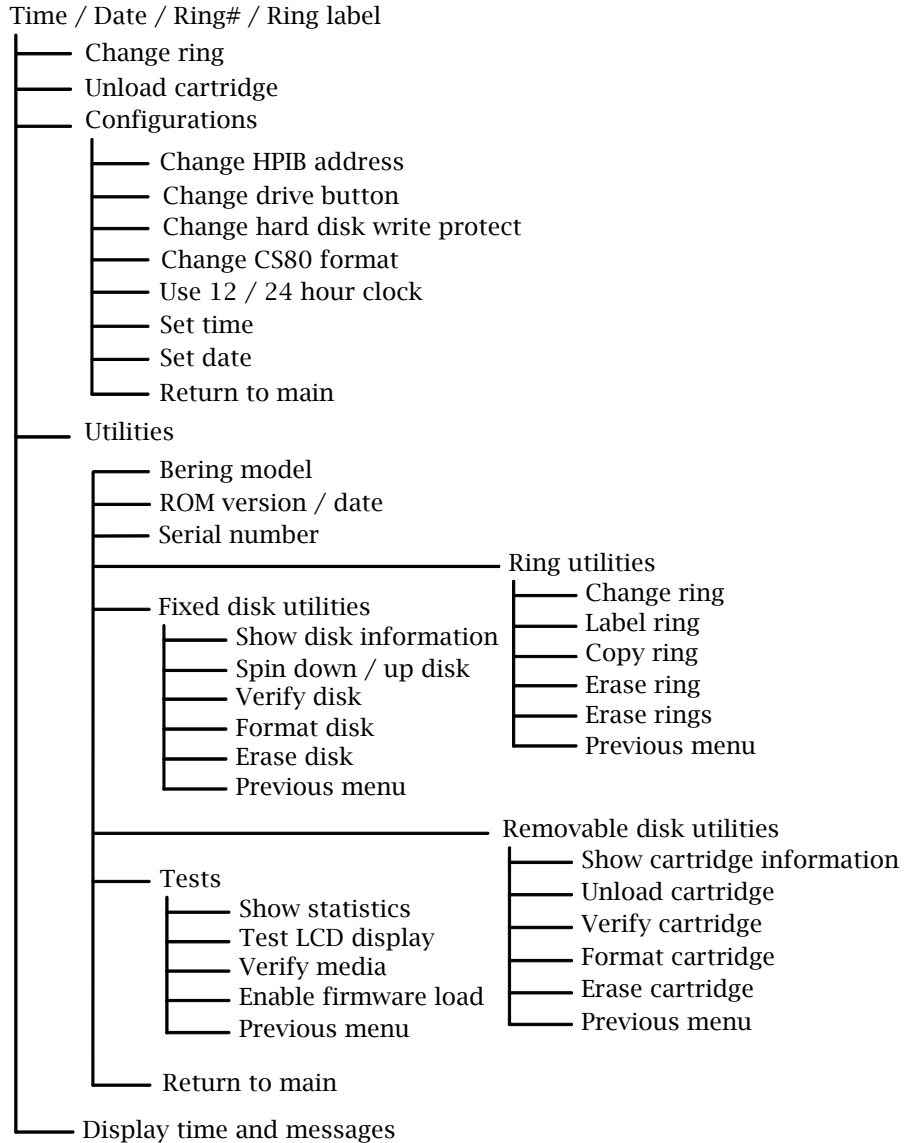 Time / Date / Ring# / Ring label
Change ring
Unload cartridge
Configurations
Change HPIB address
Change drive button
Change hard disk write protect
Change CS80 format
Use 12 / 24 hour clock
Set time
Set date
Return to main
Utilities
Bering model
ROM version / date
Serial number
Ring utilities
Change ring
Label ring
Copy ring
Erase ring
Erase rings
Previous menu
Fixed disk utilities
Show disk information
Spin down / up disk
Verify disk
Format disk
Erase disk
Previous menu
Removable disk utilities
Show cartridge information
Unload cartridge
Verify cartridge
Format cartridge
Erase cartridge
Previous menu
Tests
Show statistics
Test LCD display
Verify media
Enable firmware load
Previous menu
Return to main
Display time and messages